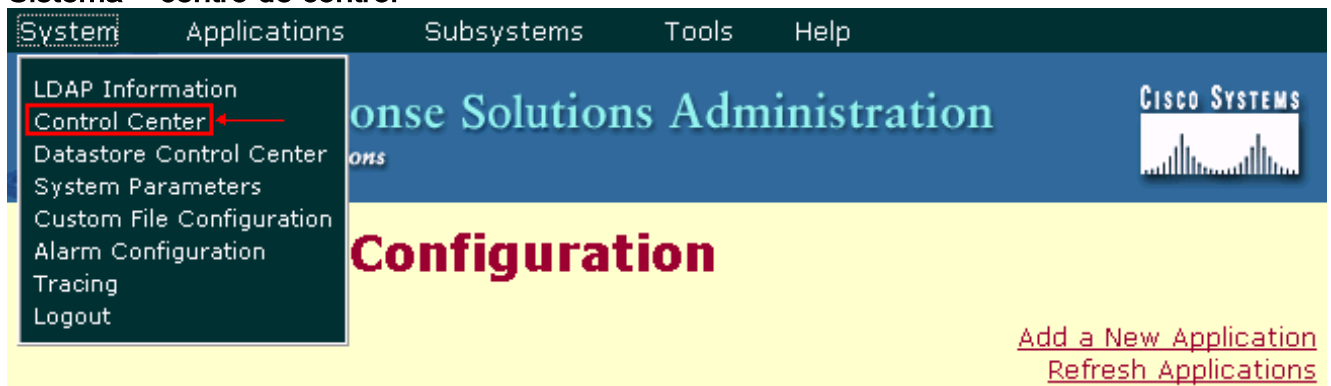 System Applications Subsystems Tools Help
LDAP Information
Control Center
Datastore Control Center
System Parameters
Custom File Configuration
Alarm Configuration
Tracing
Logout
onse Solutions Administration
ons
CISCO SYSTEMS
Configuration
Add a New Application
Refresh Applications